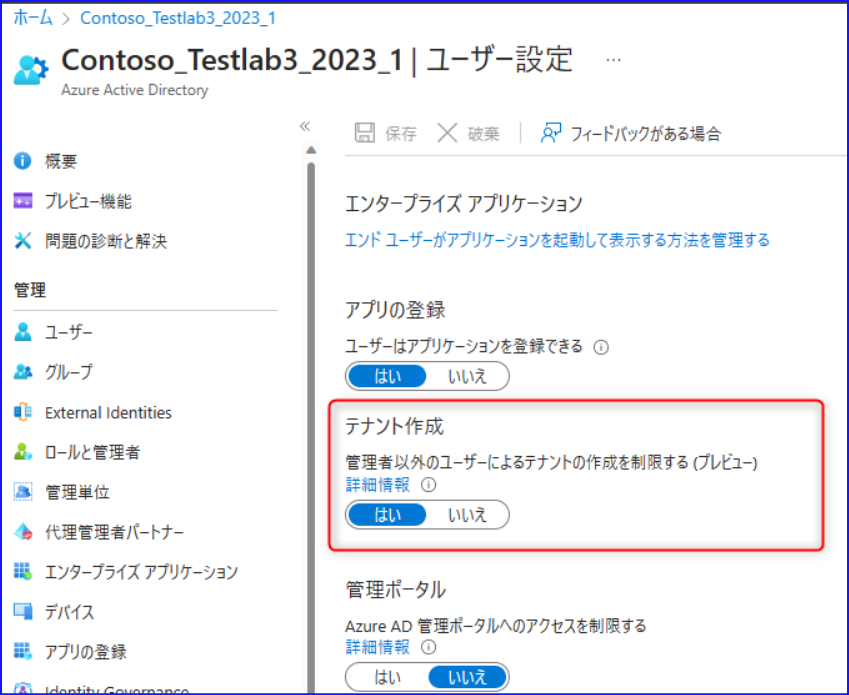 ホーム > Contoso_Testlab3_2023_1
Contoso_Testlab3_2023_1 | ユーザー設定 …
Azure Active Directory
«
概要
プレビュー機能
問題の診断と解決
管理
ユーザー
グループ
External Identities
ロールと管理者
管理単位
代理管理者パートナー
エンタープライズ アプリケーション
デバイス
アプリの登録
Identity Governance
保存 破棄 フィードバックがある場合
エンタープライズ アプリケーション
エンド ユーザーがアプリケーションを起動して表示する方法を管理する
アプリの登録
ユーザーはアプリケーションを登録できる
はい いいえ
テナント作成
管理者以外のユーザーによるテナントの作成を制限する (プレビュー)
詳細情報
はい いいえ
管理ポータル
Azure AD 管理ポータルへのアクセスを制限する
詳細情報
はい いいえ